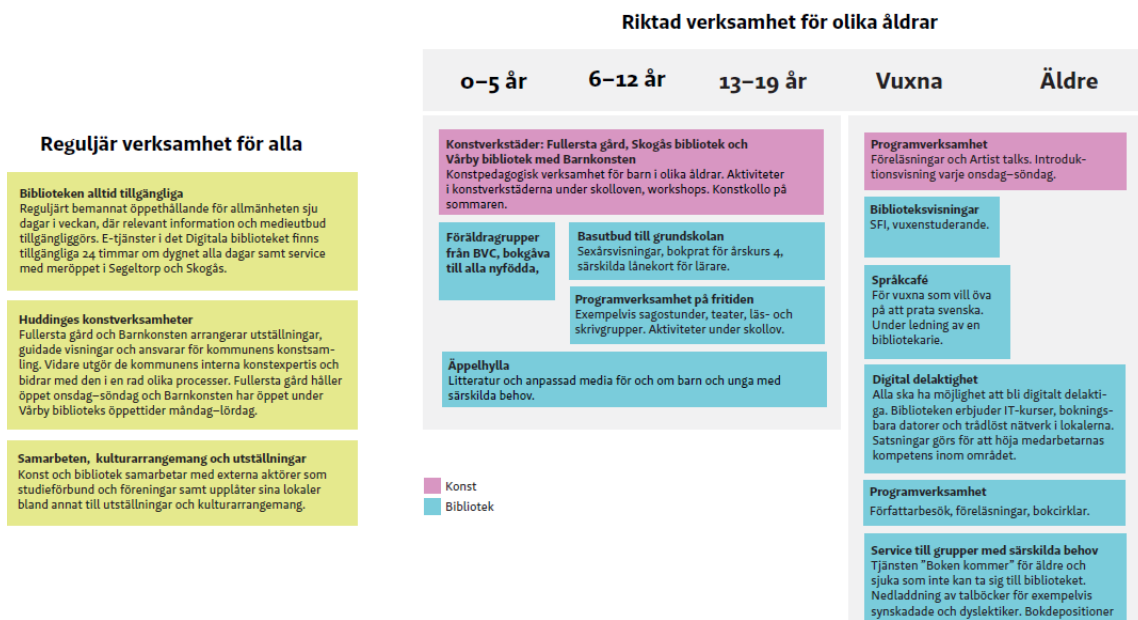 Riktad verksamhet för olika åldrar
0–5 år
6–12 år
13–19 år
Vuxna
Äldre
Reguljär verksamhet för alla
Biblioteken alltid tillgängliga
Reguljärt bemannat öppethållande för allmänheten sju
dagar i veckan, där relevant information och medieutbud
tillgängliggörs. E-tjänster i det Digitala biblioteket finns
tillgängliga 24 timmar om dygnet alla dagar samt service
med meröppet i Segeltorp och Skogås.
Huddinges konstverksamheter
Fullersta gård och Barnkonsten arrangerar utställningar,
guidade visningar och ansvarar för kommunens konstsam-
ling. Vidare utgör de kommunens interna konstexpertis och
bidrar med den i en rad olika processer. Fullersta gård håller
öppet onsdag–söndag och Barnkonsten har öppet under
Vårby biblioteks öppettider måndag–lördag.
Samarbeten, kulturarrangemang och utställningar
Konst och bibliotek samarbetar med externa aktörer som
studieförbund och föreningar samt upplåter sina lokaler
bland annat till utställningar och kulturarrangemang.
Konstverkstäder: Fullersta gård, Skogås bibliotek och
Vårby bibliotek med Barnkonsten
Konstpedagogisk verksamhet för barn i olika åldrar. Aktiviteter
i konstverkstäderna under skolloven, workshops. Konstkollo på
sommaren.
Föräldragrupper
från BVC, bokgåva
till alla nyfödda,
Basutbud till grundskolan
Sexårsvisningar, bokprat för årskurs 4,
särskilda lånekort för lärare.
Programverksamhet på fritiden
Exempelvis sagostunder, teater, läs- och
skrivgrupper. Aktiviteter under skollov.
Äppelhylla
Litteratur och anpassad media för och om barn och unga med
särskilda behov.
Konst
Bibliotek
Programverksamhet
Föreläsningar och Artist talks. Introduk-
tionsvisning varje onsdag–söndag.
Biblioteksvisningar
SFI, vuxenstuderande.
Språkcafé
För vuxna som vill öva
på att prata svenska.
Under ledning av en
bibliotekarie.
Digital delaktighet
Alla ska ha möjlighet att bli digitalt delakti-
ga. Biblioteken erbjuder IT-kurser, boknings-
bara datorer och trådlöst nätverk i lokalerna.
Satsningar görs för att höja medarbetarnas
kompetens inom området.
Programverksamhet
Författarbesök, föreläsningar, bokcirklar.
Service till grupper med särskilda behov
Tjänsten ”Boken kommer” för äldre och
sjuka som inte kan ta sig till biblioteket.
Nedladdning av talböcker för exempelvis
synskadade och dyslektiker. Bokdepositioner